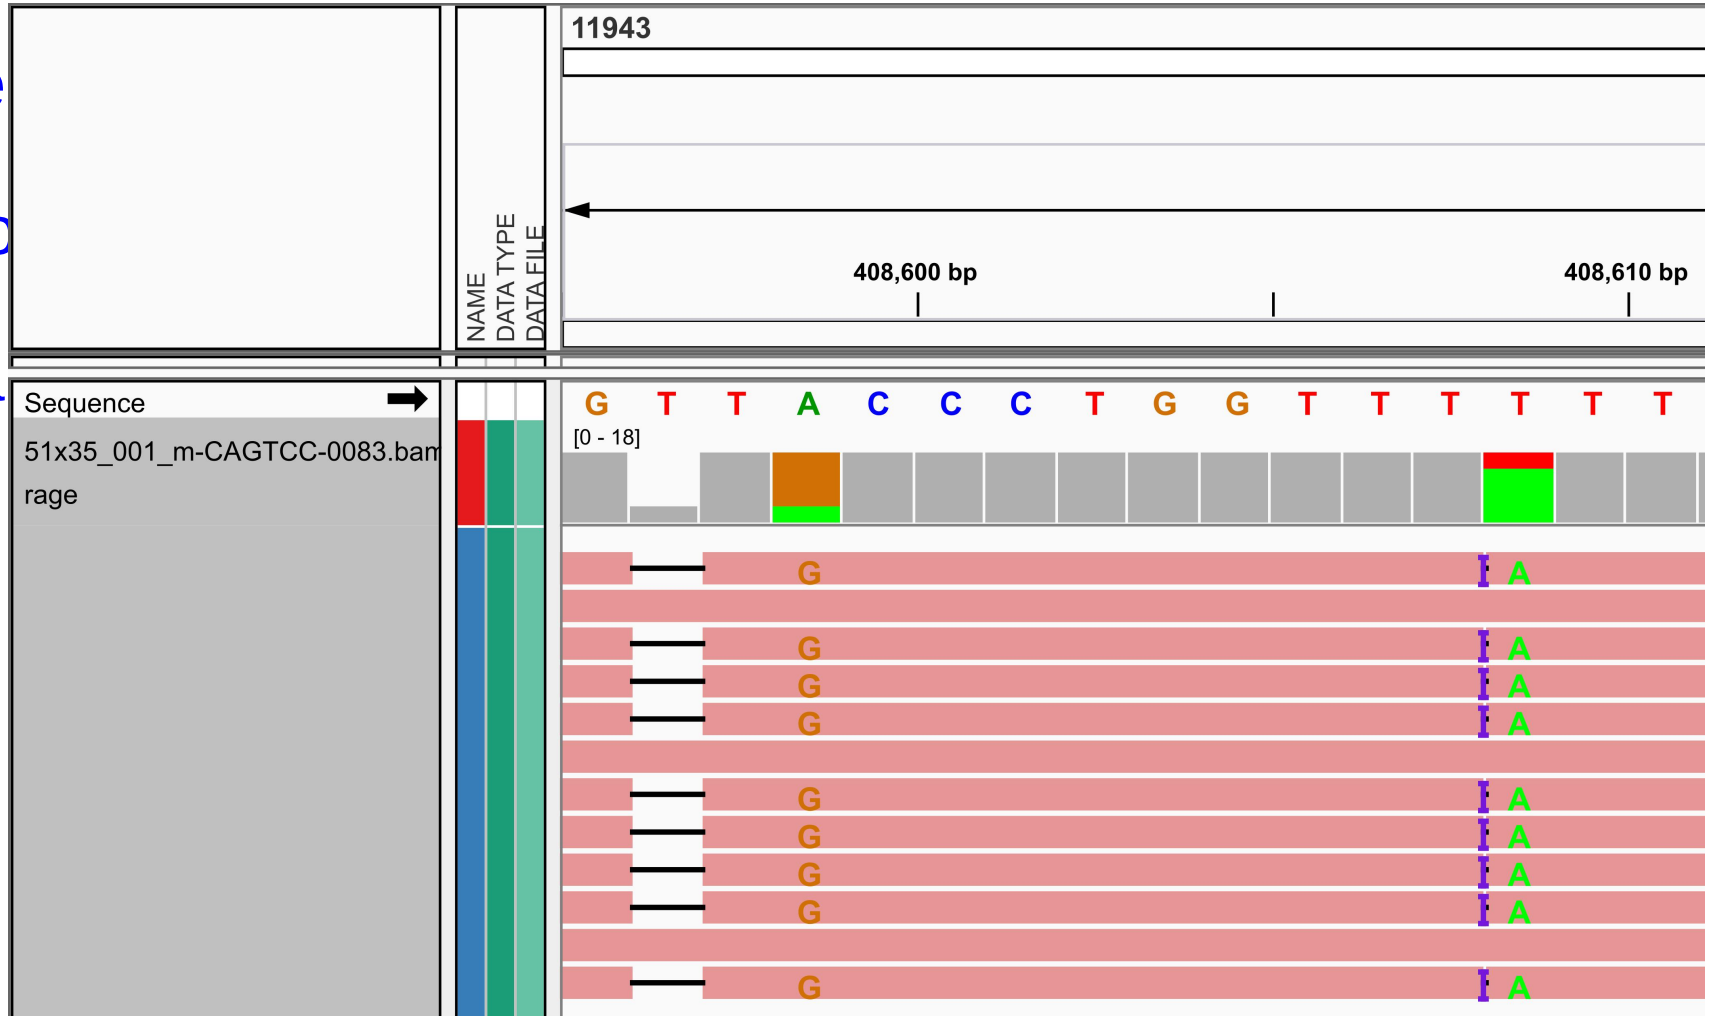 11943
NAME
DATA TYPE
DATA FILE
408,600 bp
408,610 bp
Sequence
G T T A C C C T G G T T T T T T
51x35_001_m-CAGTCC-0083.bam
[0 - 18]
rage
G A
G A
G A
G A
G A
G A
G A
G A
G A